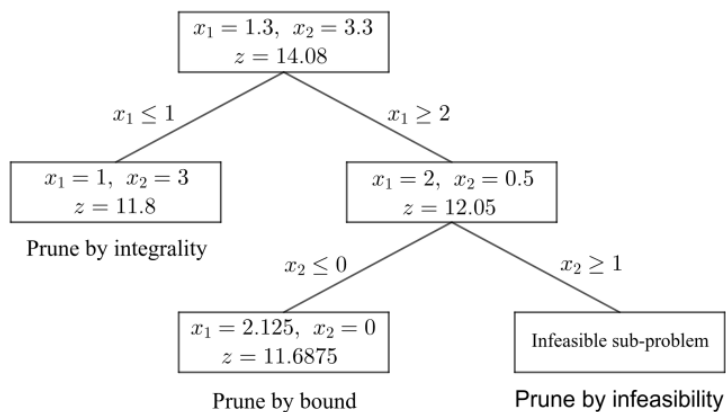 x₁ = 1.3, x₂ = 3.3
z = 14.08
x₁ ≤ 1
x₁ ≥ 2
x₁ = 1, x₂ = 3
z = 11.8
Prune by integrality
x₁ = 2, x₂ = 0.5
z = 12.05
x₂ ≤ 0
x₂ ≥ 1
x₁ = 2.125, x₂ = 0
z = 11.6875
Prune by bound
Infeasible sub-problem
Prune by infeasibility